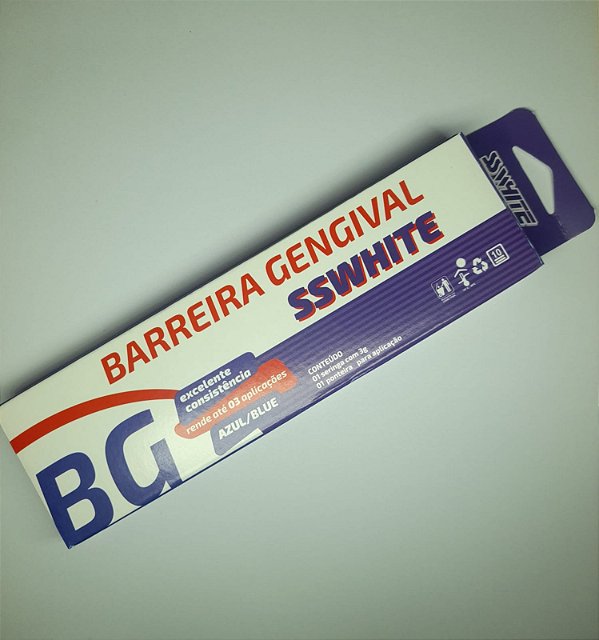 BARREIRA GENGIVAL
SSWHITE
SSWHITE
10
excelente
consistência
rende até 03 aplicações
AZUL/BLUE
CONTEÚDO
01 seringa com 3g
01 ponteira para aplicação
BG